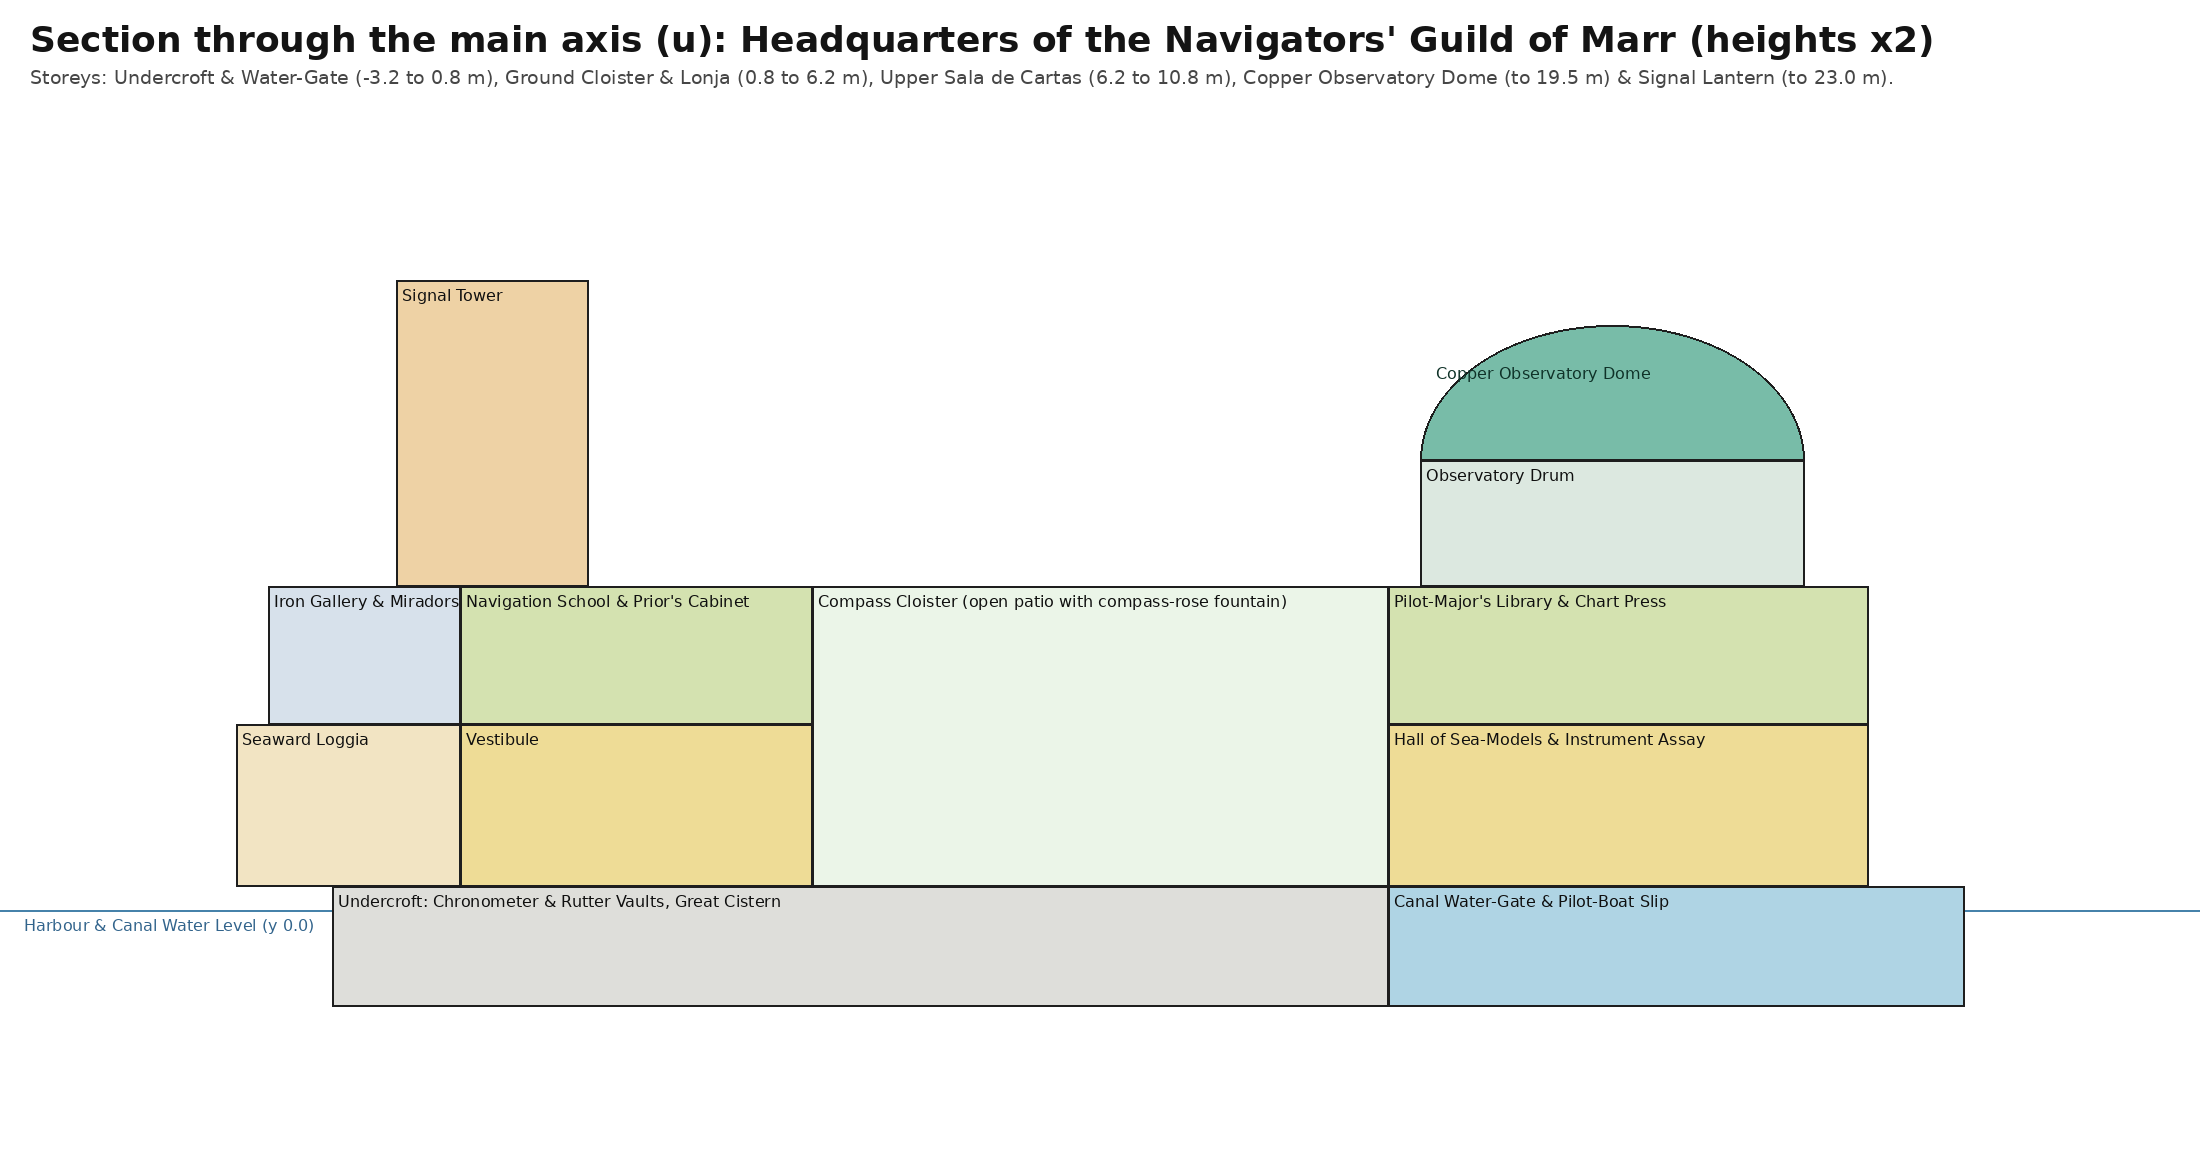 Section through the main axis (u): Headquarters of the Navigators' Guild of Marr (heights x2)
Storeys: Undercroft & Water-Gate (-3.2 to 0.8 m), Ground Cloister & Lonja (0.8 to 6.2 m), Upper Sala de Cartas (6.2 to 10.8 m), Copper Observatory Dome (to 19.5 m) & Signal Lantern (to 23.0 m).
Signal Tower
Copper Observatory Dome
Observatory Drum
Iron Gallery & Miradors
Navigation School & Prior's Cabinet
Compass Cloister (open patio with compass-rose fountain)
Pilot-Major's Library & Chart Press
Seaward Loggia
Vestibule
Hall of Sea-Models & Instrument Assay
Undercroft: Chronometer & Rutter Vaults, Great Cistern
Canal Water-Gate & Pilot-Boat Slip
Harbour & Canal Water Level (y 0.0)